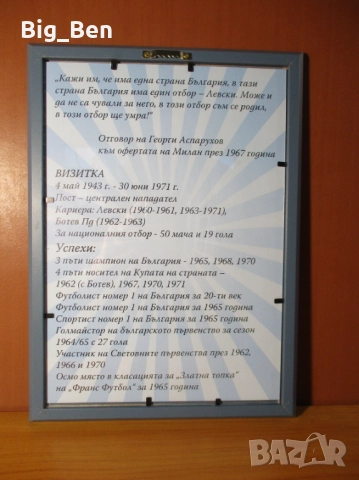 Big_Ben
„Кажи им, че има една страна България, в тази
страна България има един отбор – Левски. Може и
да не са чували за него, в този отбор съм се родил,
в този отбор ще умра!"
Отговор на Георги Аспарухов
към офертата на Милан през 1967 година
ВИЗИТКА
4 май 1943 г. - 30 юни 1971 г.
Пост – централен нападател
Кариера: Левски (1960-1961, 1963-1971),
Ботев Пд (1962-1963)
За националния отбор - 50 мача и 19 гола
Успехи:
3 пъти шампион на България - 1965, 1968, 1970
4 пъти носител на Купата на страната –
1962 (с Ботев), 1967, 1970, 1971
Футболист номер 1 на България за 20-ти век
Футболист номер 1 на България за 1965 година
Спортист номер 1 на България за 1965 година
Голмайстор на българското първенство за сезон
1964/65 с 27 гола
Участник на Световните първенства през 1962,
1966 и 1970
Осмо място в класацията за „Златна топка"
на „Франс Футбол" за 1965 година
BAZAR